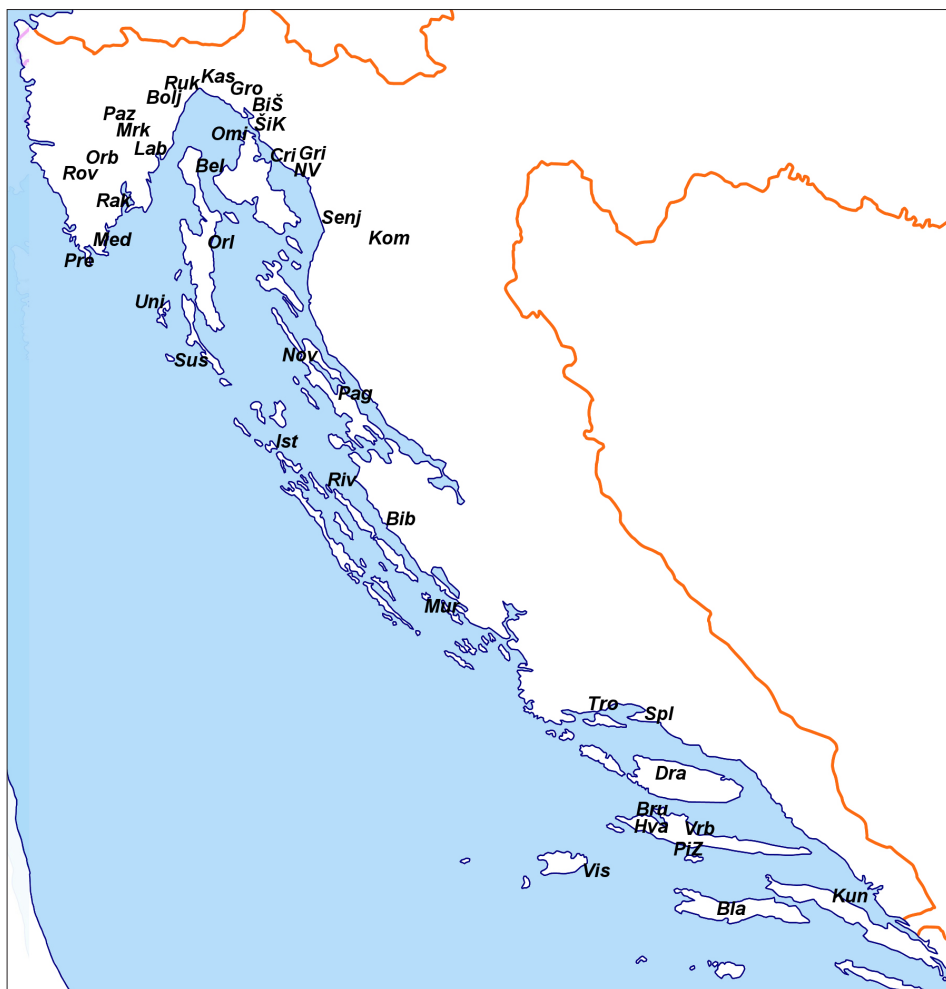 Kas
Ruk
Gro
Bolj
BiŠ
Paz
ŠiK
Mrk
Omi
Lab
Gri
Cri
Orb
Bel
NV
Rov
Rak
Senj
Kom
Med
Orl
Pre
Uni
Nov
Sus
Pag
Ist
Riv
Bib
Mur
Tro
Spl
Dra
Bru
Hva
Vrb
PiZ
Vis
Kun
Bla